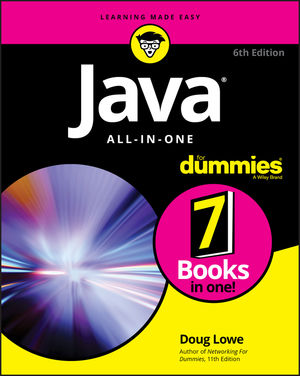 LEARNING MADE EASY
6th Edition
Java®
ALL-IN-ONE
for
dummies®
A Wiley Brand
7
Books
in one!
Doug Lowe
Author of Networking For
Dummies, 11th Edition